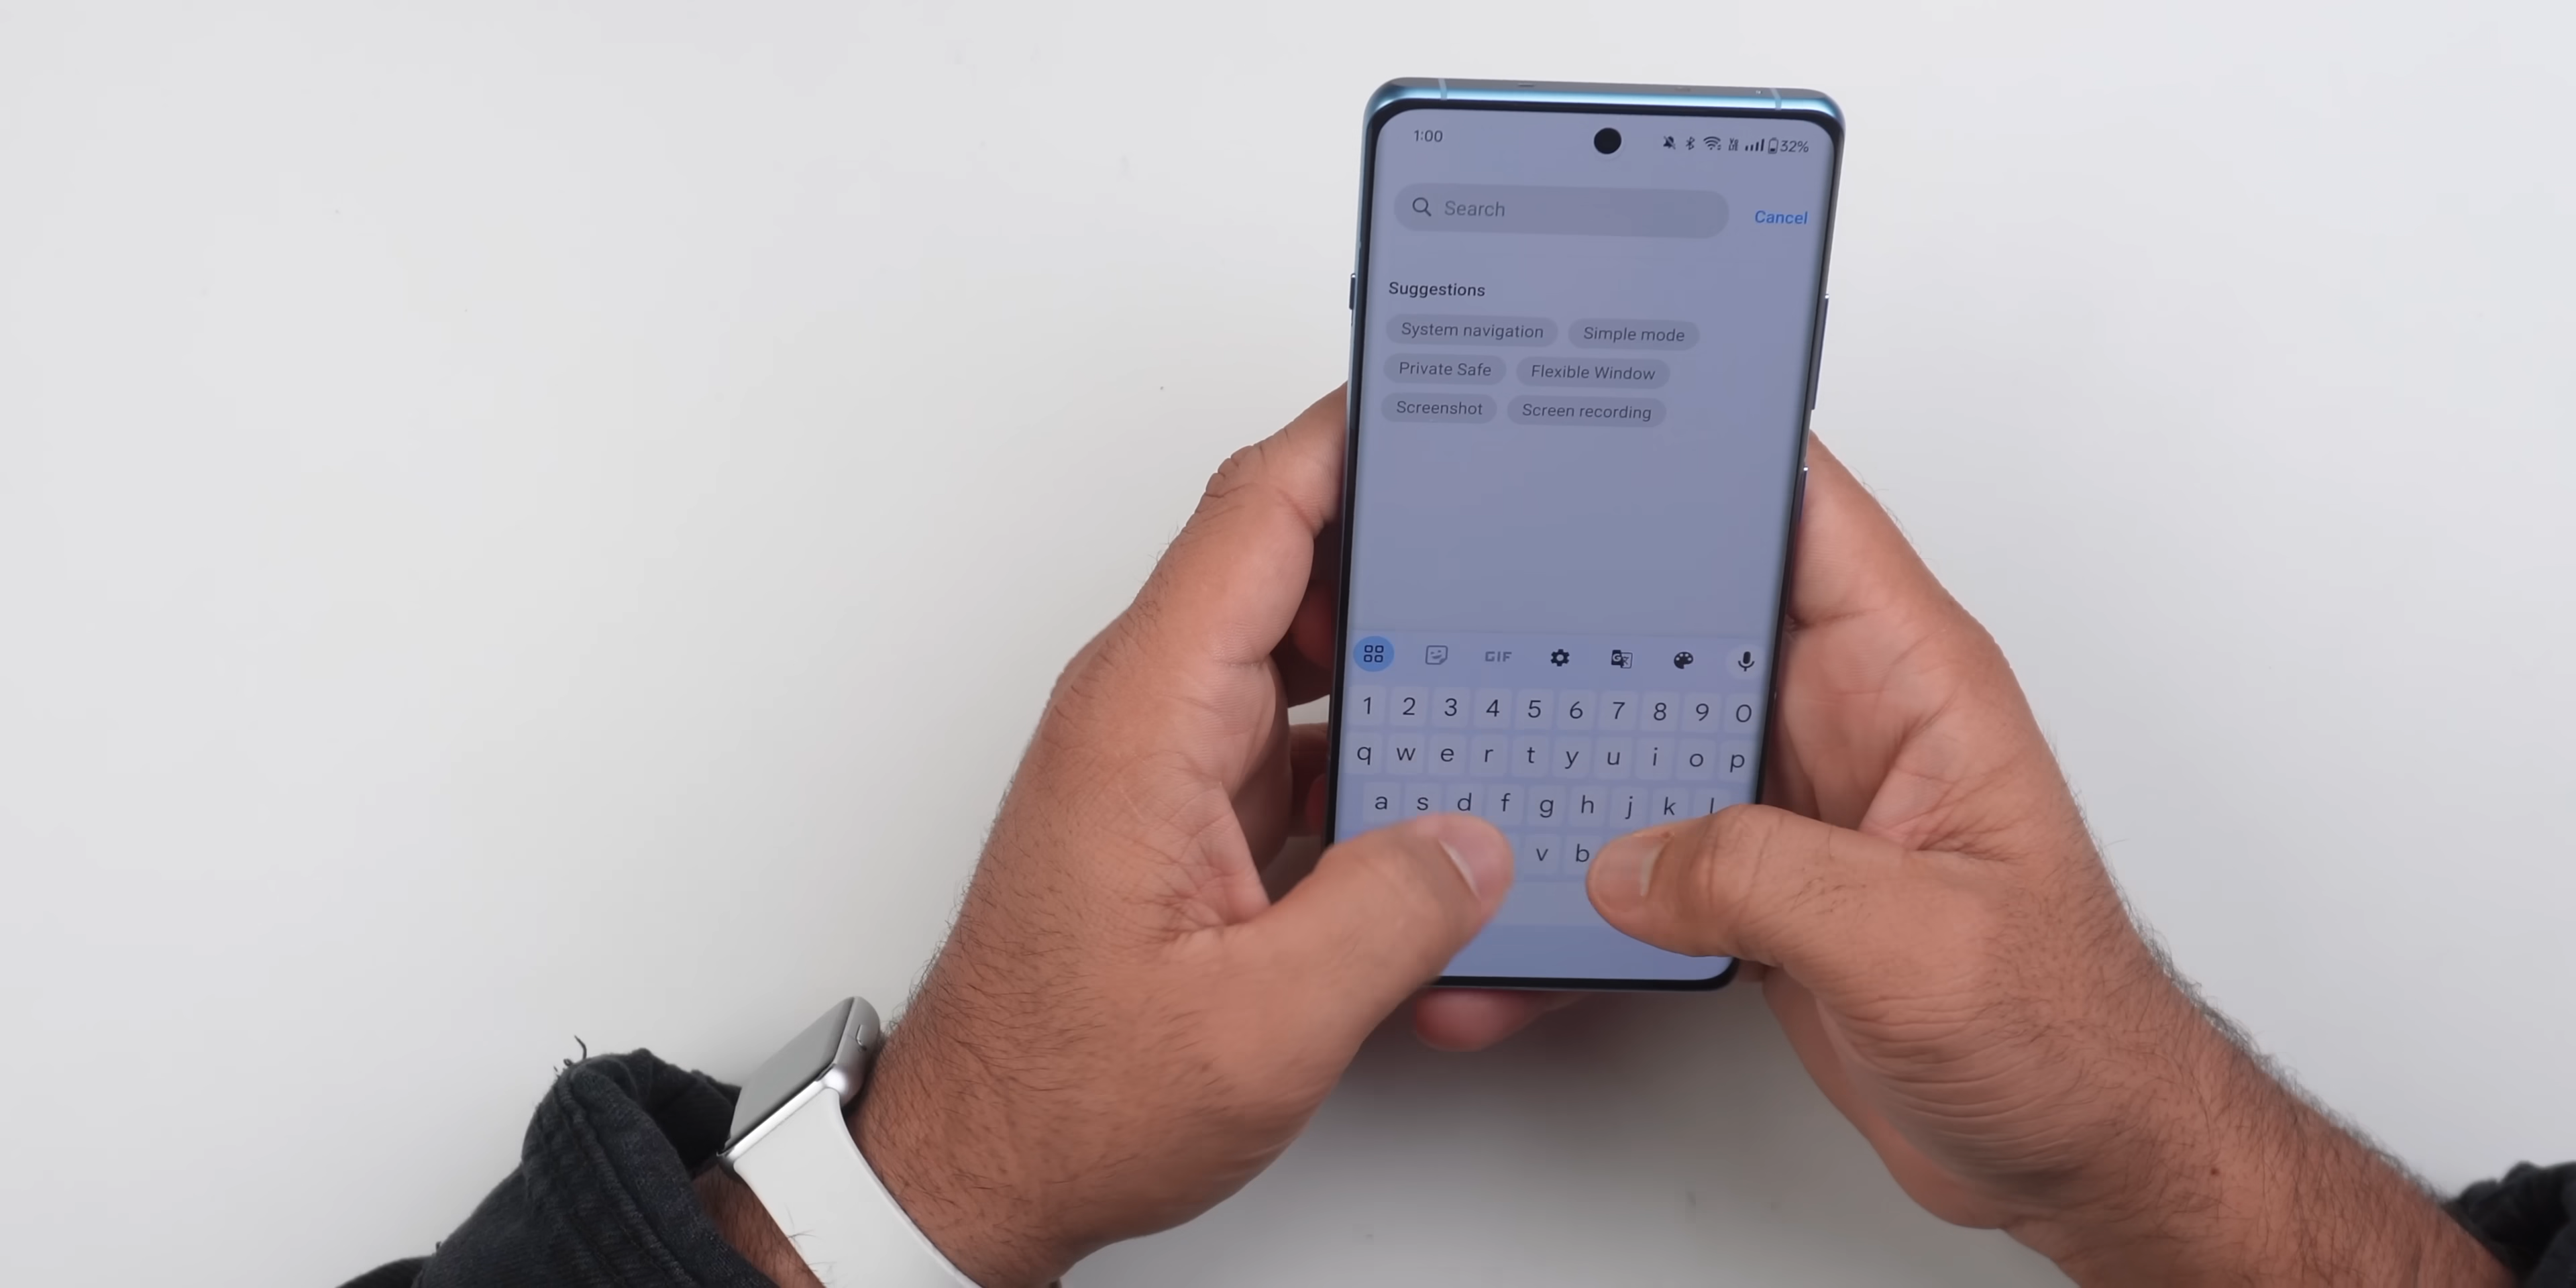 1:00 32%
Search Cancel
Suggestions
System navigation Simple mode
Private Safe Flexible Window
Screenshot Screen recording
GIF
1 2 3 4 5 6 7 8 9 0
q w e r t y u i o p
a s d f g h j k l
v b